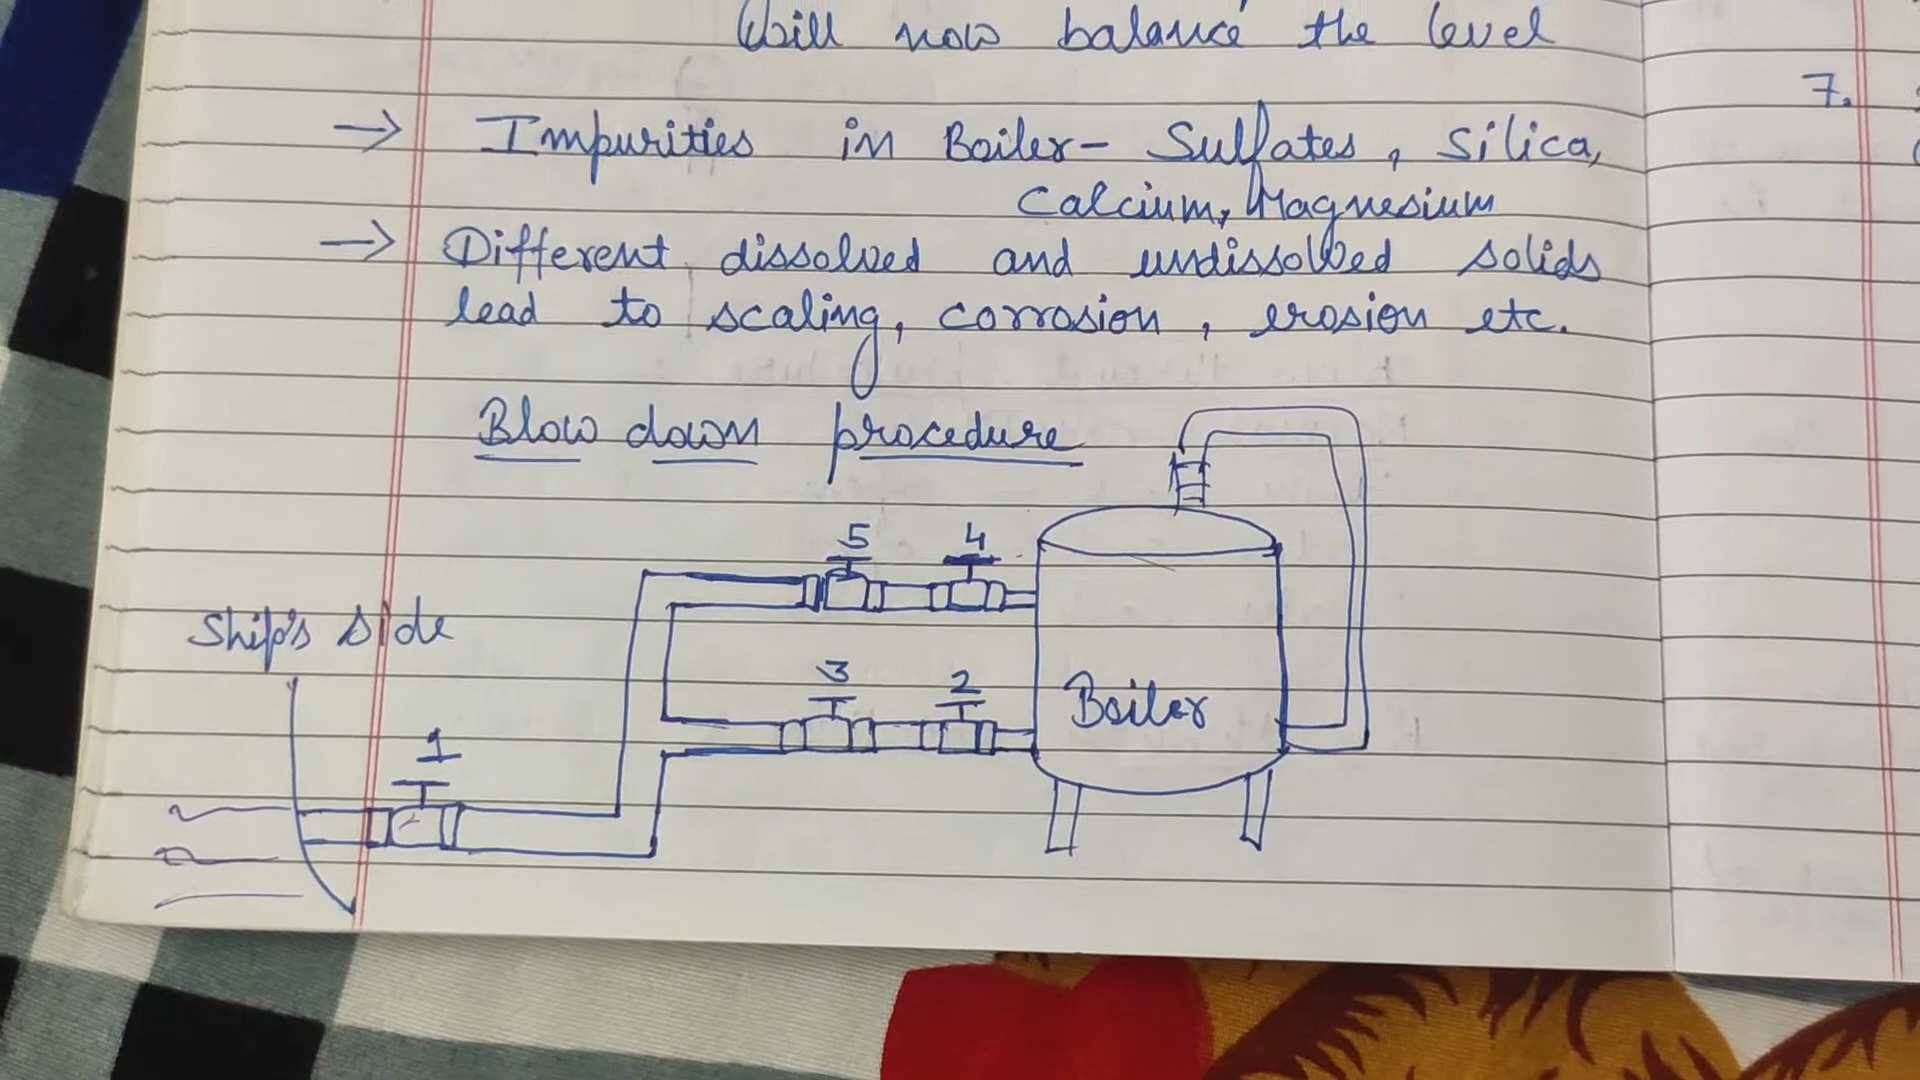 Will now balance the level
7.
→ Impurities in Boiler- Sulfates, Silica,
Calcium, Magnesium
→ Different dissolved and undissolved solids
lead to scaling, corrosion, erosion etc.
Blow down procedure
5 4
Ship's side
3 2
Boiler
1